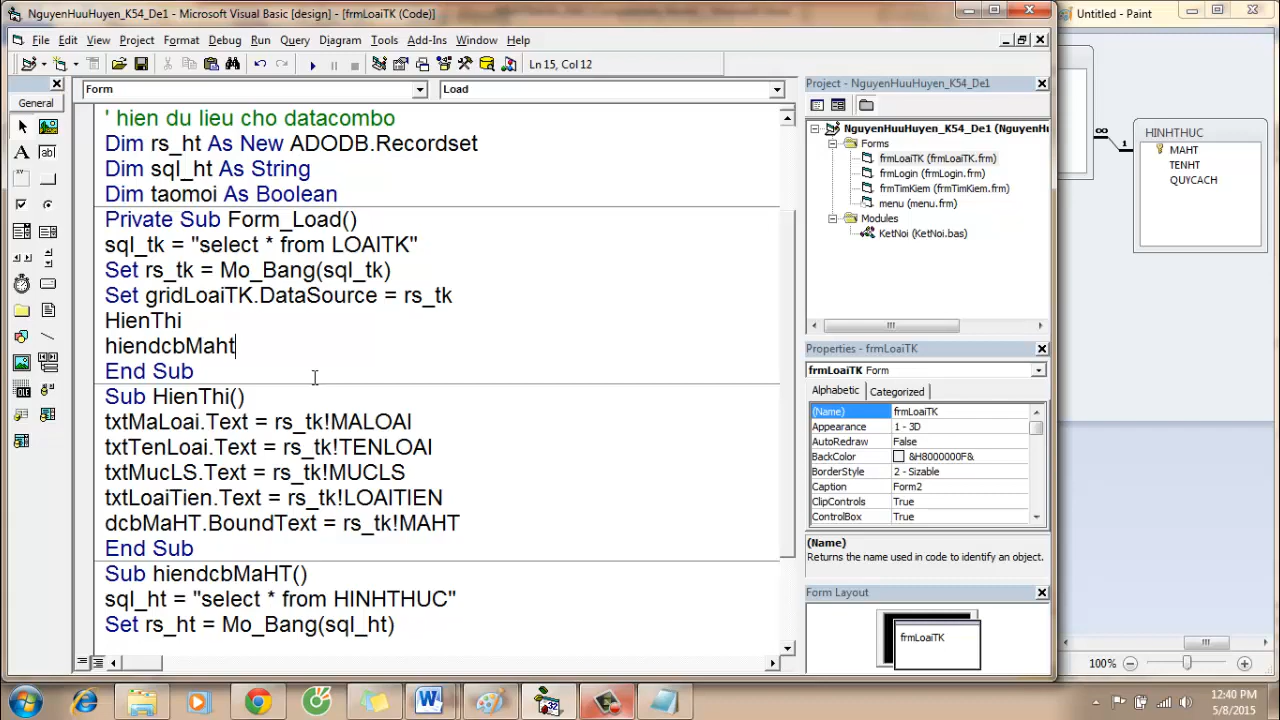 NguyenHuuHuyen_K54_De1 - Microsoft Visual Basic [design] - [frmLoaiTK (Code)]
Untitled - Paint
File Edit View Project Format Debug Run Query Diagram Tools Add-Ins Window Help
Ln 15, Col 12
General
Form
Load
' hien du lieu cho datacombo
Dim rs_ht As New ADODB.Recordset
Dim sql_ht As String
Dim taomoi As Boolean
Private Sub Form_Load()
sql_tk = "select * from LOAITK"
Set rs_tk = Mo_Bang(sql_tk)
Set gridLoaiTK.DataSource = rs_tk
HienThi
hiendcbMaht
End Sub
Sub HienThi()
txtMaLoai.Text = rs_tk!MALOAI
txtTenLoai.Text = rs_tk!TENLOAI
txtMucLS.Text = rs_tk!MUCLS
txtLoaiTien.Text = rs_tk!LOAITIEN
dcbMaHT.BoundText = rs_tk!MAHT
End Sub
Sub hiendcbMaHT()
sql_ht = "select * from HINHTHUC"
Set rs_ht = Mo_Bang(sql_ht)
Project - NguyenHuuHuyen_K54_De1
NguyenHuuHuyen_K54_De1 (NguyenHu
Forms
frmLoaiTK (frmLoaiTK.frm)
frmLogin (frmLogin.frm)
frmTimKiem (frmTimKiem.frm)
menu (menu.frm)
Modules
KetNoi (KetNoi.bas)
Properties - frmLoaiTK
frmLoaiTK Form
Alphabetic Categorized
(Name) frmLoaiTK
Appearance 1 - 3D
AutoRedraw False
BackColor &H8000000F&
BorderStyle 2 - Sizable
Caption Form2
ClipControls True
ControlBox True
(Name)
Returns the name used in code to identify an object.
Form Layout
frmLoaiTK
∞ 1
HINHTHUC
MAHT
TENHT
QUYCACH
100%
12:40 PM
5/8/2015